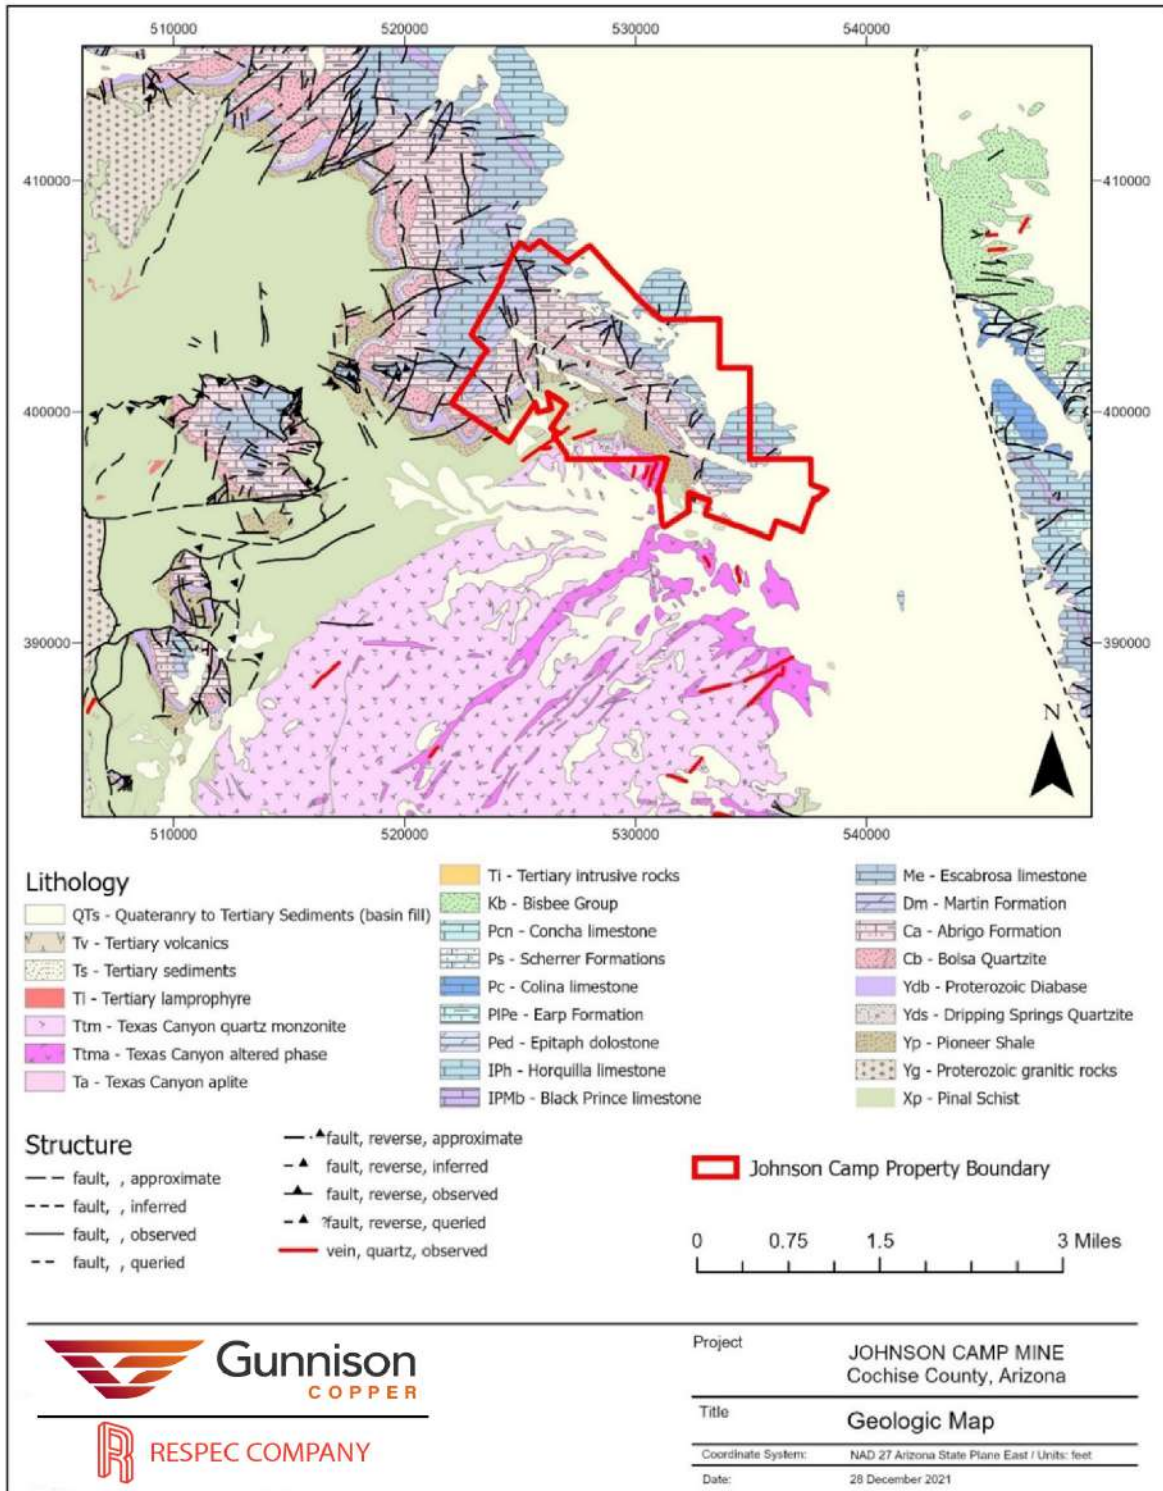 510000 520000 530000 540000
410000 410000
400000 400000
390000 390000
N
510000 520000 530000 540000
Lithology
QTs - Quateranry to Tertiary Sediments (basin fill)
Tv - Tertiary volcanics
Ts - Tertiary sediments
Tl - Tertiary lamprophyre
Ttm - Texas Canyon quartz monzonite
Ttma - Texas Canyon altered phase
Ta - Texas Canyon aplite
Ti - Tertiary intrusive rocks
Kb - Bisbee Group
Pcn - Concha limestone
Ps - Scherrer Formations
Pc - Colina limestone
PIPe - Earp Formation
Ped - Epitaph dolostone
IPh - Horquilla limestone
IPMb - Black Prince limestone
Me - Escabrosa limestone
Dm - Martin Formation
Ca - Abrigo Formation
Cb - Bolsa Quartzite
Ydb - Proterozoic Diabase
Yds - Dripping Springs Quartzite
Yp - Pioneer Shale
Yg - Proterozoic granitic rocks
Xp - Pinal Schist
Structure
fault, , approximate
fault, , inferred
fault, , observed
fault, , queried
fault, reverse, approximate
fault, reverse, inferred
fault, reverse, observed
?fault, reverse, queried
vein, quartz, observed
Johnson Camp Property Boundary
0 0.75 1.5 3 Miles
Gunnison
COPPER
RESPEC COMPANY
Project
JOHNSON CAMP MINE
Cochise County, Arizona
Title
Geologic Map
Coordinate System: NAD 27 Arizona State Plane East / Units: feet
Date: 28 December 2021